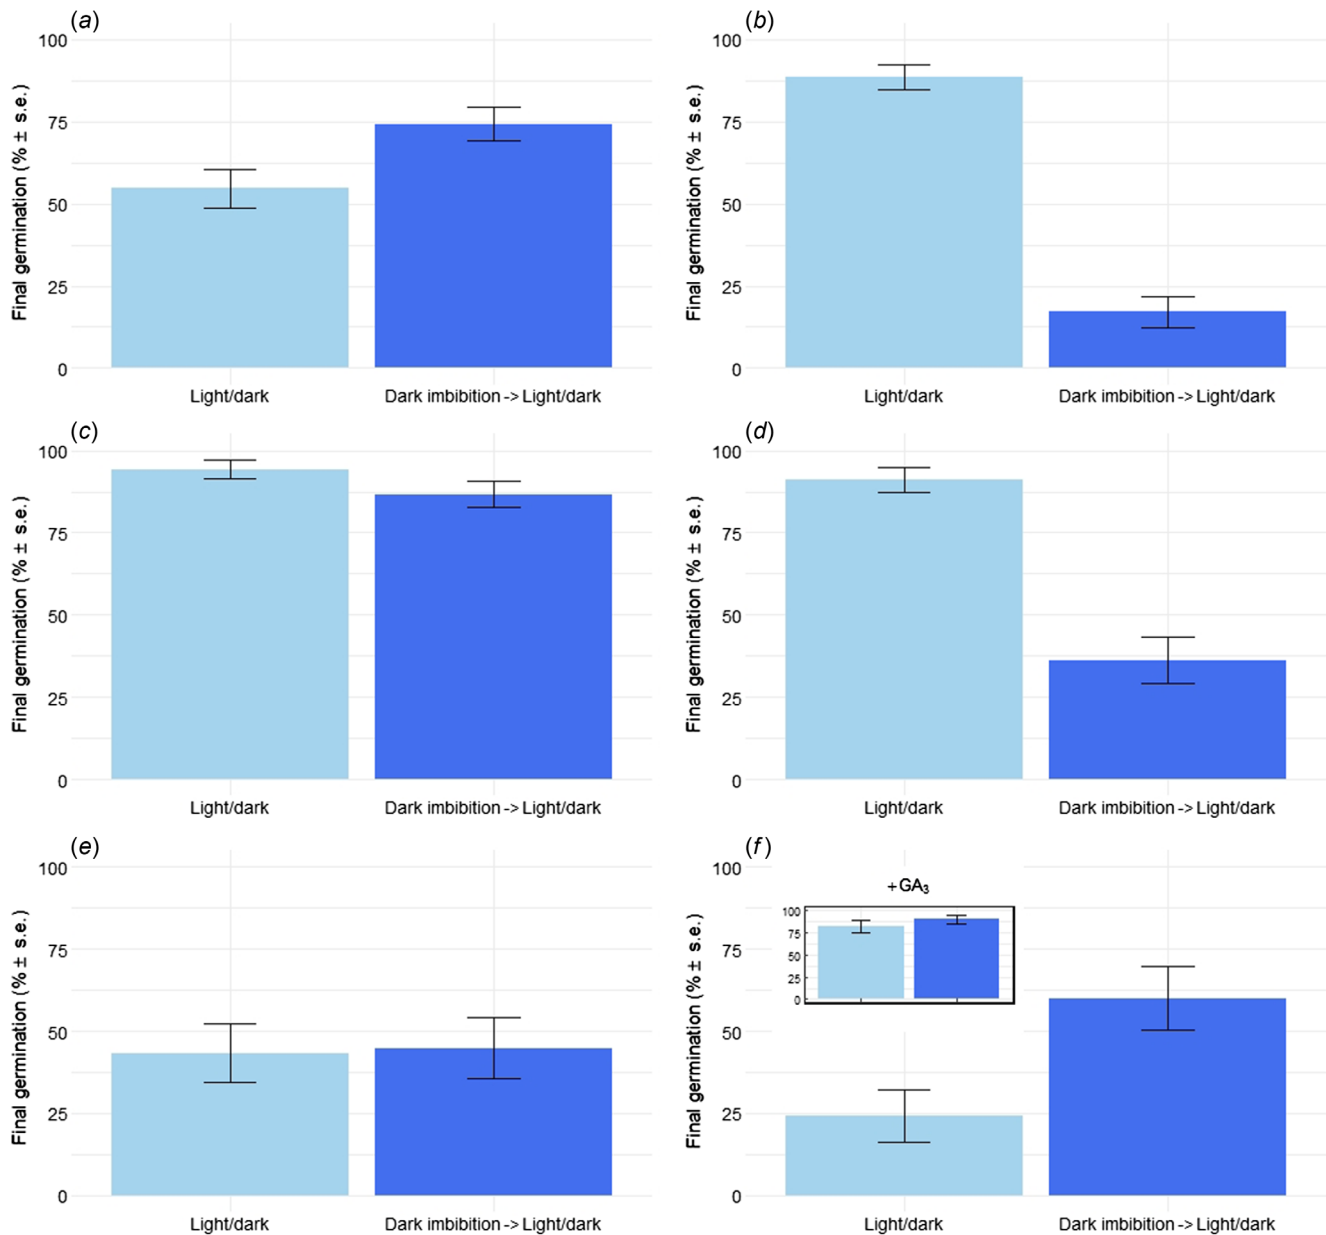 (a)
100
75
50
25
0
Final germination (% ± s.e.)
Light/dark
Dark imbibition -> Light/dark
(b)
100
75
50
25
0
Final germination (% ± s.e.)
Light/dark
Dark imbibition -> Light/dark
(c)
100
75
50
25
0
Final germination (% ± s.e.)
Light/dark
Dark imbibition -> Light/dark
(d)
100
75
50
25
0
Final germination (% ± s.e.)
Light/dark
Dark imbibition -> Light/dark
(e)
100
75
50
25
0
Final germination (% ± s.e.)
Light/dark
Dark imbibition -> Light/dark
(f)
100
75
50
25
0
Final germination (% ± s.e.)
+GA₃
100
75
50
25
0
Light/dark
Dark imbibition -> Light/dark